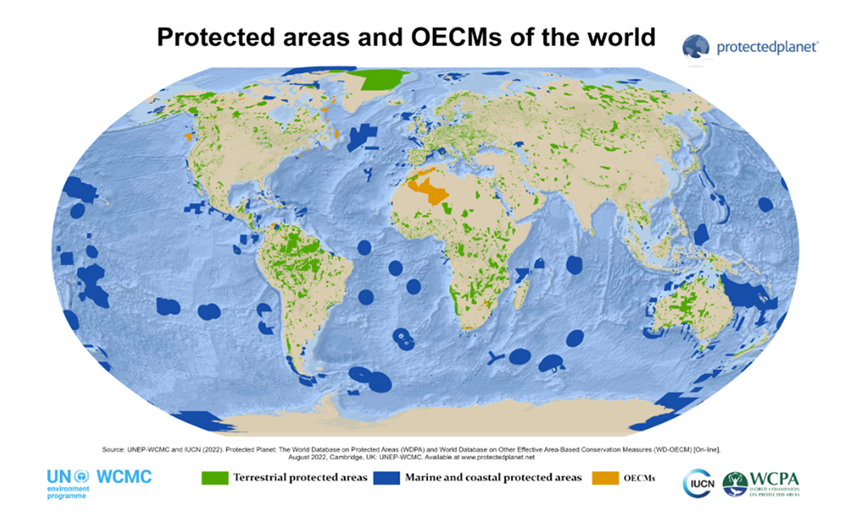 Protected areas and OECMs of the world
protectedplanet®
Source: UNEP-WCMC and IUCN (2022). Protected Planet: The World Database on Protected Areas (WDPA) and World Database on Other Effective Area-Based Conservation Measures (WD-OECM) [On-line],
August 2022, Cambridge, UK: UNEP-WCMC. Available at www.protectedplanet.net
UN WCMC
environment
programme
Terrestrial protected areas
Marine and coastal protected areas
OECMs
IUCN
WCPA
WORLD COMMISSION
ON PROTECTED AREAS